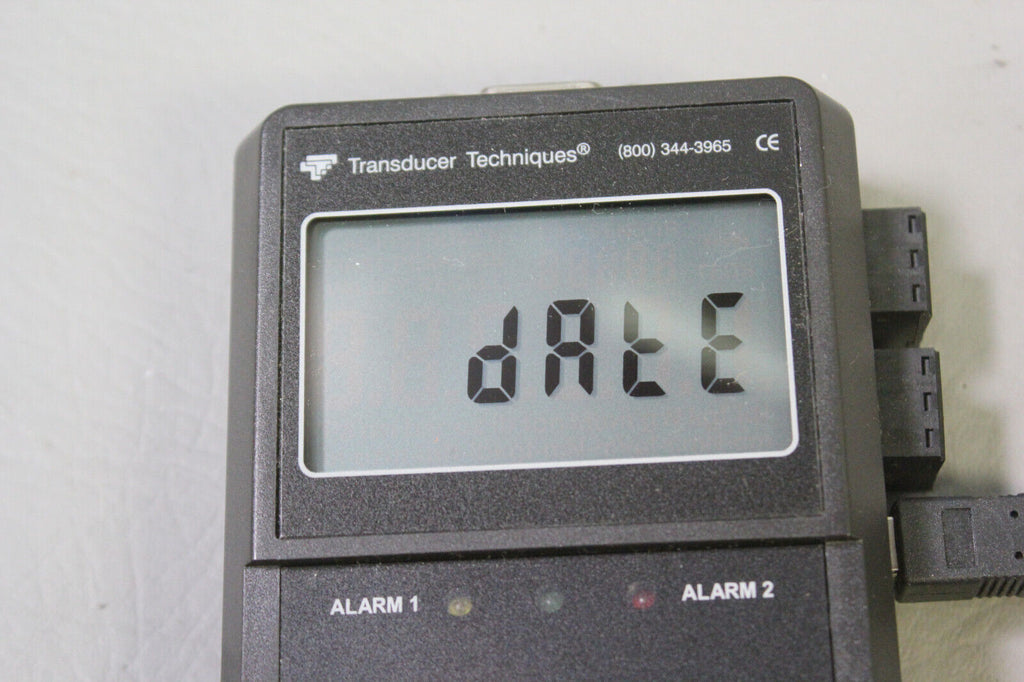 Transducer Techniques® (800) 344-3965 CE
dAtE
ALARM 1 ALARM 2